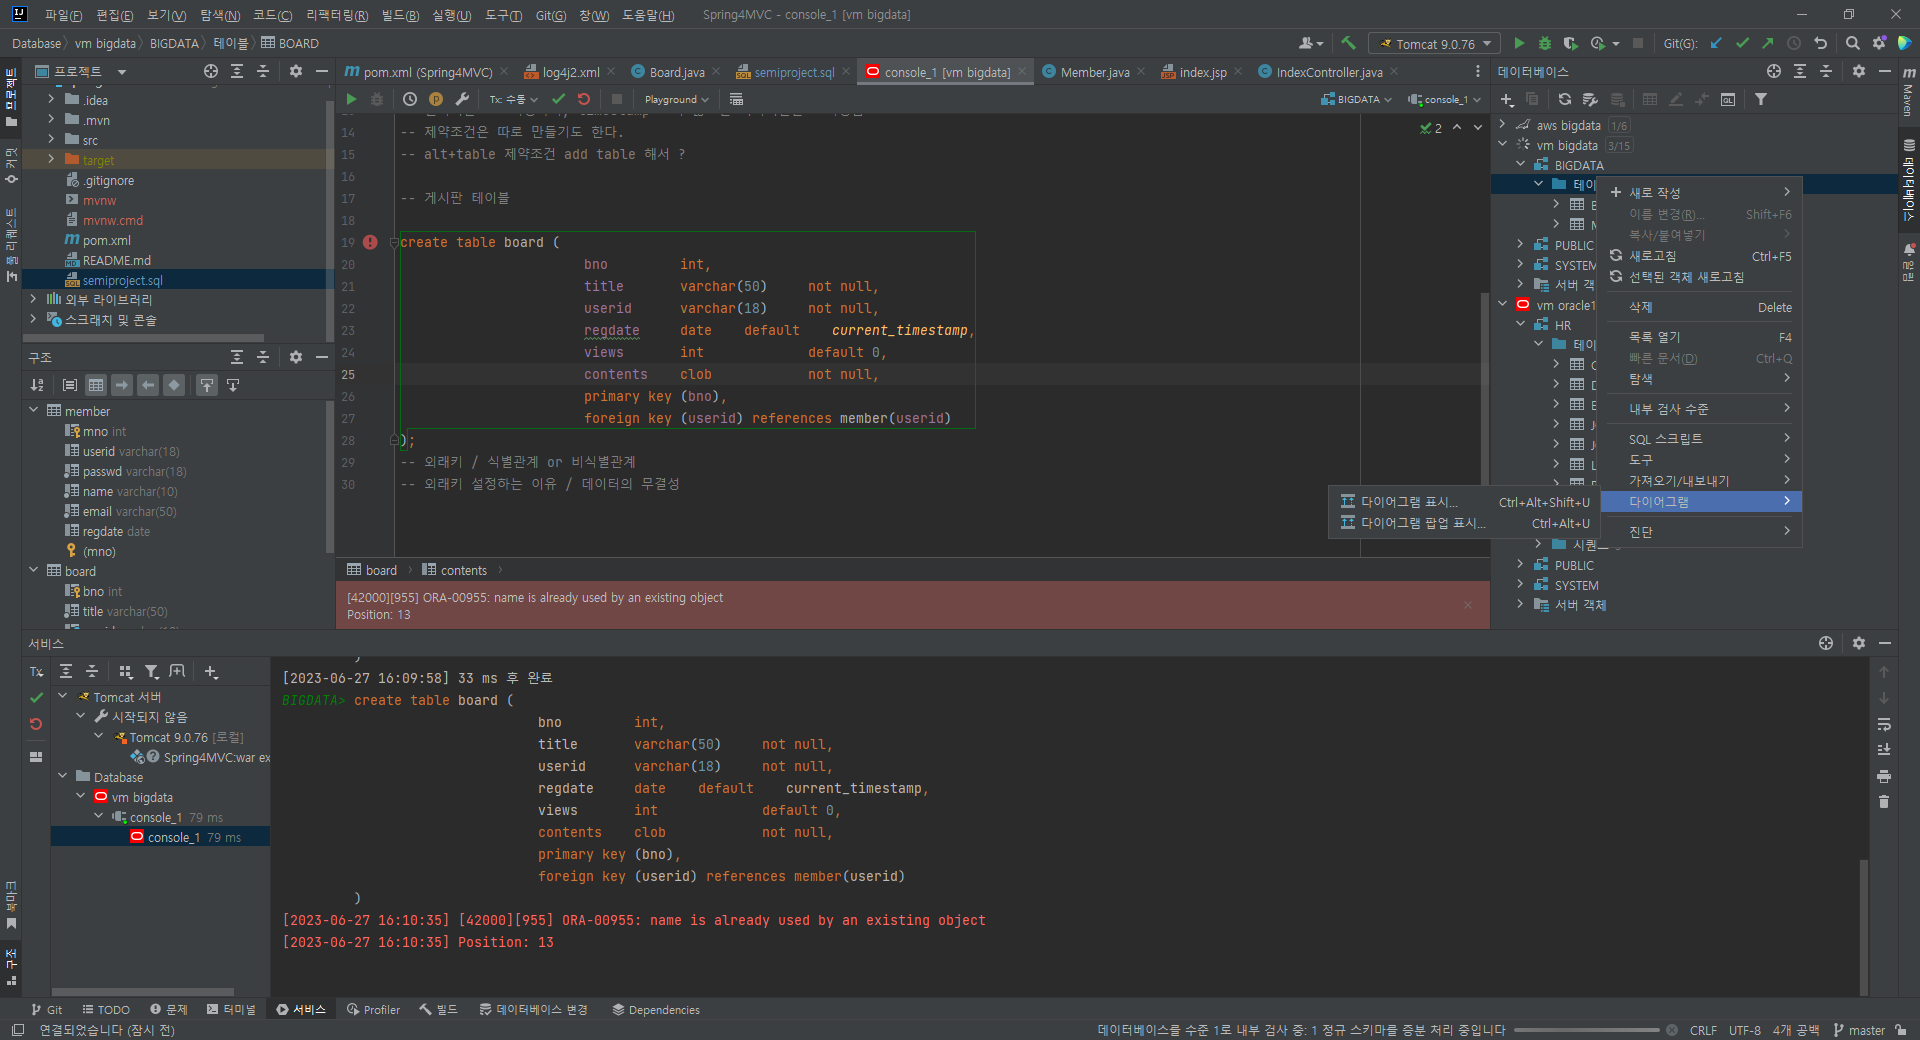 파일(F) 편집(E) 보기(V) 탐색(N) 코드(C) 리팩터링(R) 빌드(B) 실행(U) 도구(T) Git(G) 창(W) 도움말(H) Spring4MVC - console_1 [vm bigdata]
Database vm bigdata BIGDATA 테이블 BOARD
Tomcat 9.0.76
Git(G):
프로젝트
pom.xml (Spring4MVC)
log4j2.xml
Board.java
semiproject.sql
console_1 [vm bigdata]
Member.java
index.jsp
IndexController.java
데이터베이스
프로젝트
커밋
풀 리퀘스트
북마크
구조
Maven
데이터베이스
알림
.idea
.mvn
src
target
.gitignore
mvnw
mvnw.cmd
pom.xml
README.md
semiproject.sql
외부 라이브러리
스크래치 및 콘솔
구조
member
mno int
userid varchar(18)
passwd varchar(18)
name varchar(10)
email varchar(50)
regdate date
(mno)
board
bno int
title varchar(50)
Tx: 수동
Playground
BIGDATA
console_1
2
14 -- 제약조건은 따로 만들기도 한다.
15 -- alt+table 제약조건 add table 해서 ?
16
17 -- 게시판 테이블
18
19 create table board (
20 bno int,
21 title varchar(50) not null,
22 userid varchar(18) not null,
23 regdate date default current_timestamp,
24 views int default 0,
25 contents clob not null,
26 primary key (bno),
27 foreign key (userid) references member(userid)
28 );
29 -- 외래키 / 식별관계 or 비식별관계
30 -- 외래키 설정하는 이유 / 데이터의 무결성
board contents
[42000][955] ORA-00955: name is already used by an existing object
Position: 13
aws bigdata 1/6
vm bigdata 3/15
BIGDATA
PUBLIC
SYSTEM
vm oracle1
HR
PUBLIC
SYSTEM
서버 객체
새로 작성
이름 변경(R)... Shift+F6
복사/붙여넣기
새로고침 Ctrl+F5
선택된 객체 새로고침
삭제 Delete
목록 열기 F4
빠른 문서(D) Ctrl+Q
탐색
내부 검사 수준
SQL 스크립트
도구
가져오기/내보내기
다이어그램
진단
다이어그램 표시... Ctrl+Alt+Shift+U
다이어그램 팝업 표시... Ctrl+Alt+U
서비스
Tx
Tomcat 서버
시작되지 않음
Tomcat 9.0.76 [로컬]
Spring4MVC:war ex
Database
vm bigdata
console_1 79 ms
console_1 79 ms
)
[2023-06-27 16:09:58] 33 ms 후 완료
BIGDATA> create table board (
bno int,
title varchar(50) not null,
userid varchar(18) not null,
regdate date default current_timestamp,
views int default 0,
contents clob not null,
primary key (bno),
foreign key (userid) references member(userid)
)
[2023-06-27 16:10:35] [42000][955] ORA-00955: name is already used by an existing object
[2023-06-27 16:10:35] Position: 13
Git TODO 문제 터미널 서비스 Profiler 빌드 데이터베이스 변경 Dependencies
연결되었습니다 (잠시 전)
데이터베이스를 수준 1로 내부 검사 중: 1 정규 스키마를 증분 처리 중입니다
CRLF UTF-8 4개 공백 master